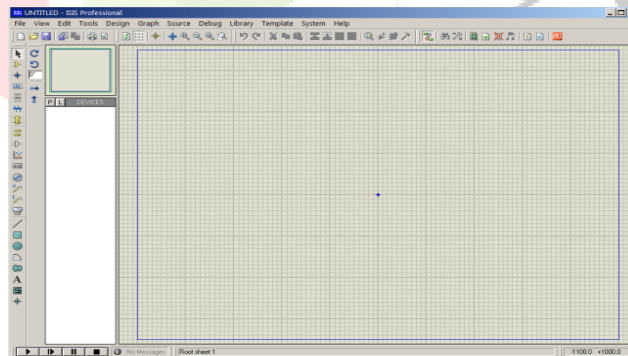 UNTITLED - ISIS Professional
File View Edit Tools Design Graph Source Debug Library Template System Help
P L DEVICES
A
No Messages Root sheet 1 -1100.0 +1000.0